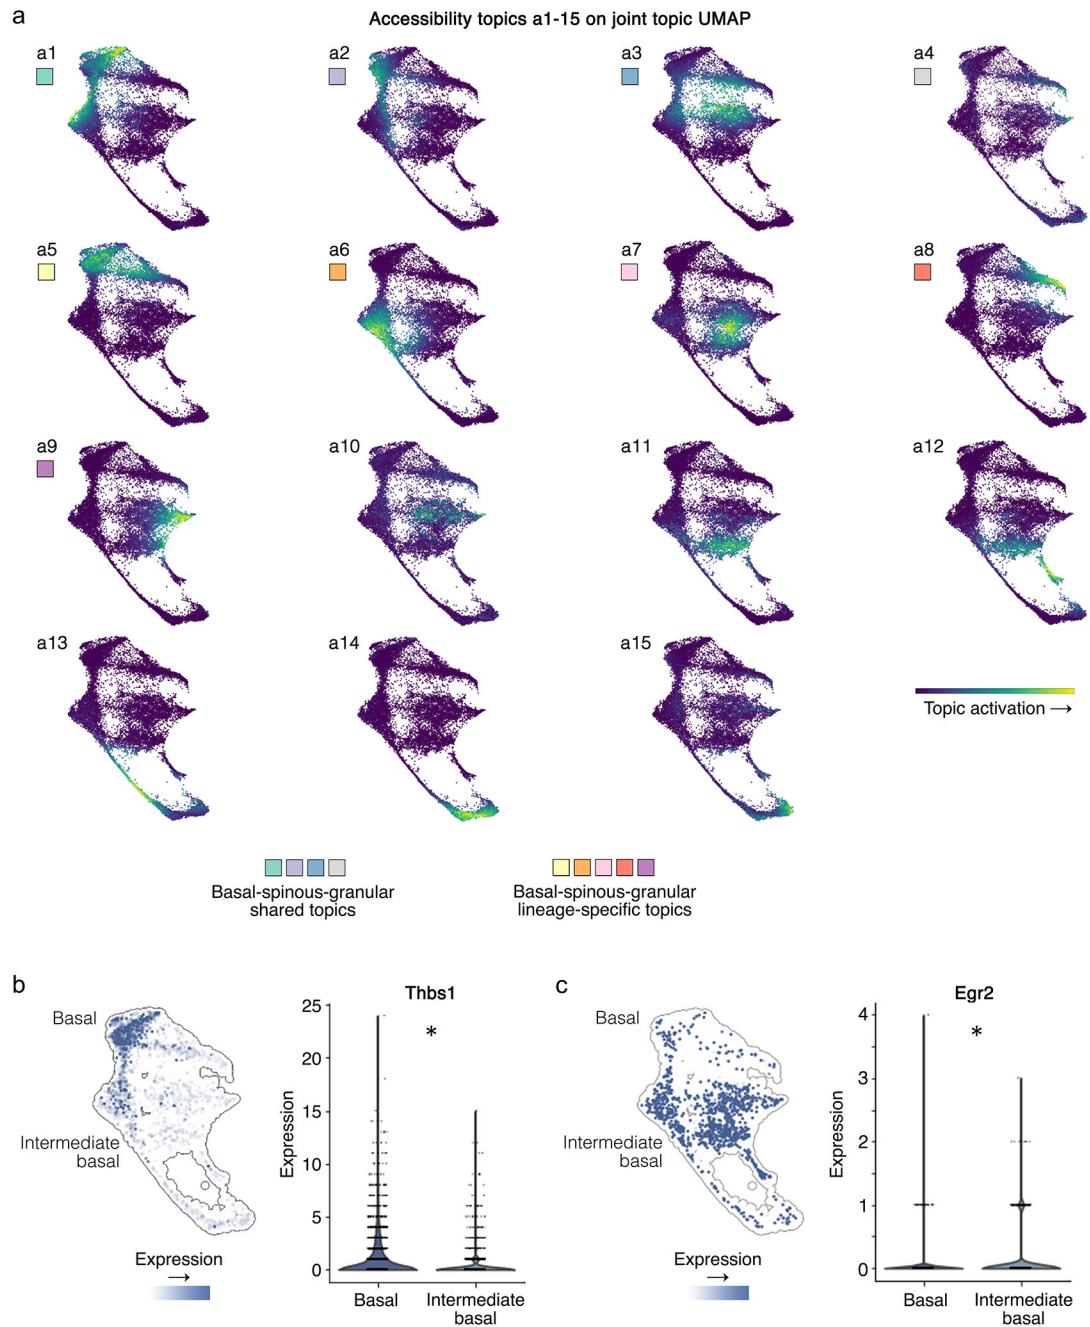 a
Accessibility topics a1-15 on joint topic UMAP
a1
a2
a3
a4
a5
a6
a7
a8
a9
a10
a11
a12
a13
a14
a15
Topic activation →
Basal-spinous-granular
shared topics
Basal-spinous-granular
lineage-specific topics
b
Basal
Intermediate
basal
Expression
→
Thbs1
*
Expression
25
20
15
10
5
0
Basal
Intermediate
basal
c
Basal
Intermediate
basal
Expression
→
Egr2
*
Expression
4
3
2
1
0
Basal
Intermediate
basal